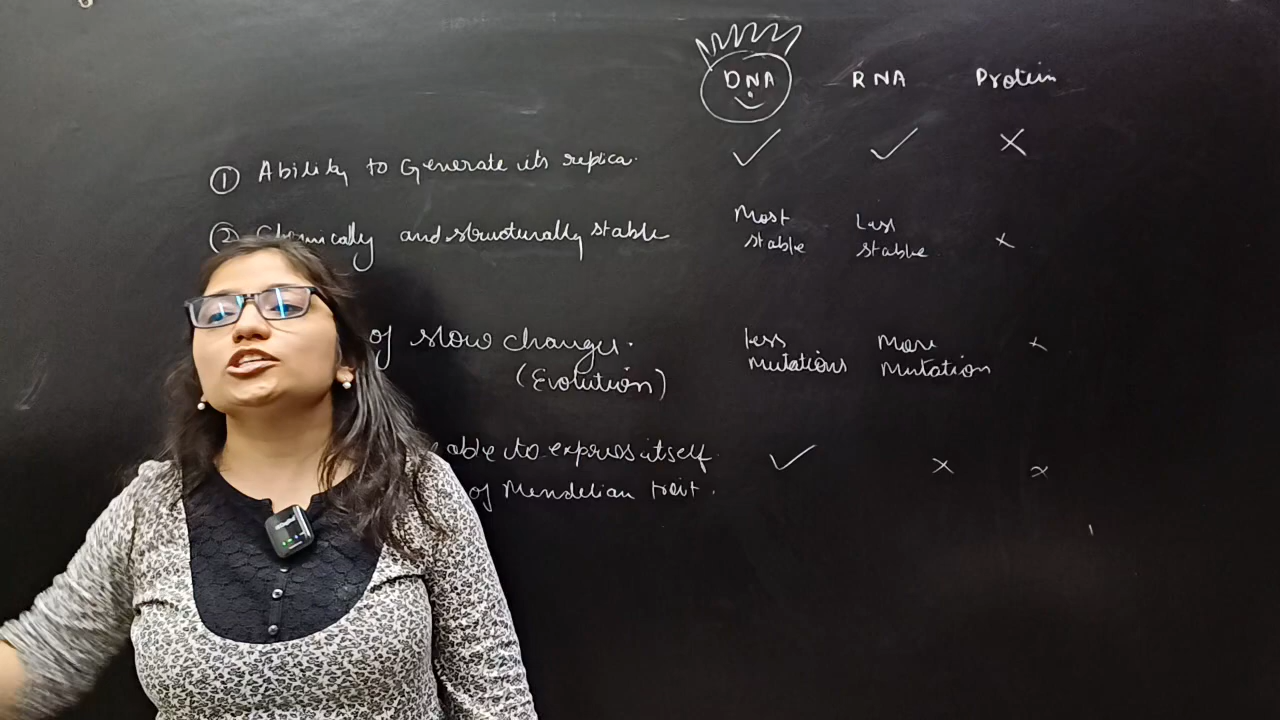 DNA RNA Protein
① Ability to Generate its replica.
② Chemically and structurally stable Most stable Less stable ×
of slow changes. Less Mutations More Mutation ×
(Evolution)
able to express itself
of Mendelian trait.